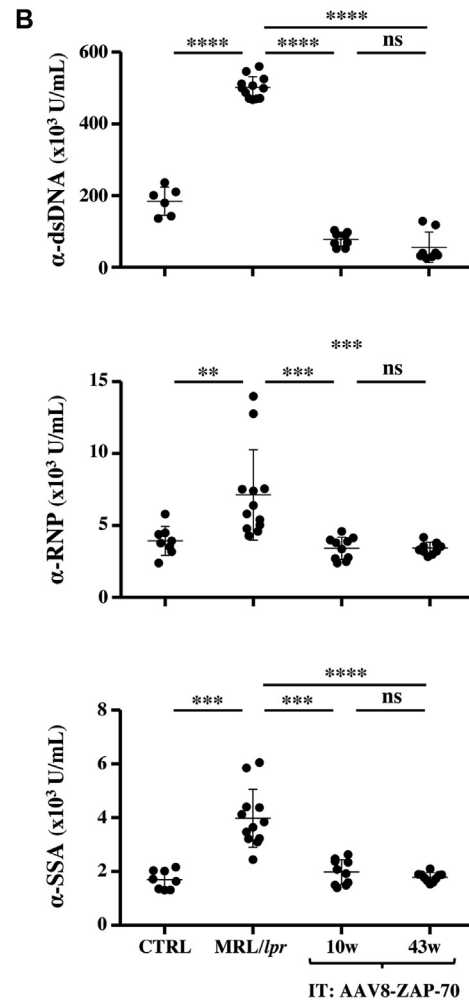 B
****
**** **** ns
α-dsDNA (x10³ U/mL)
600
400
200
0
***
** *** ns
α-RNP (x10³ U/mL)
15
10
5
0
****
*** *** ns
α-SSA (x10³ U/mL)
8
6
4
2
0
CTRL MRL/lpr 10w 43w
IT: AAV8-ZAP-70